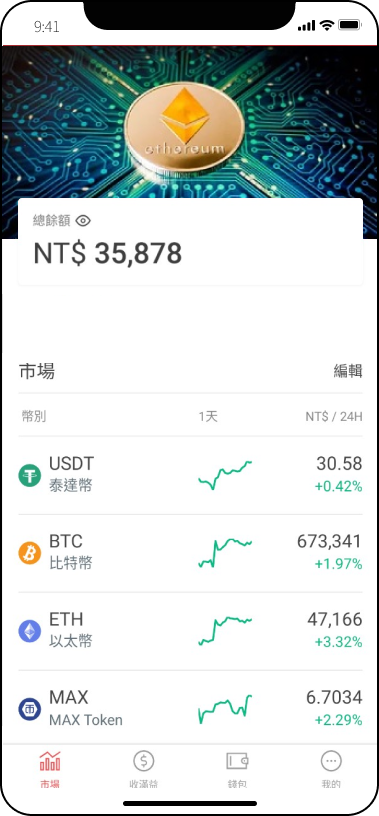 9:41
ethereum
總餘額
NT$ 35,878
市場 編輯
幣別 1天 NT$ / 24H
USDT 30.58
泰達幣 +0.42%
BTC 673,341
比特幣 +1.97%
ETH 47,166
以太幣 +3.32%
MAX 6.7034
MAX Token +2.29%
市場 收益 錢包 我的